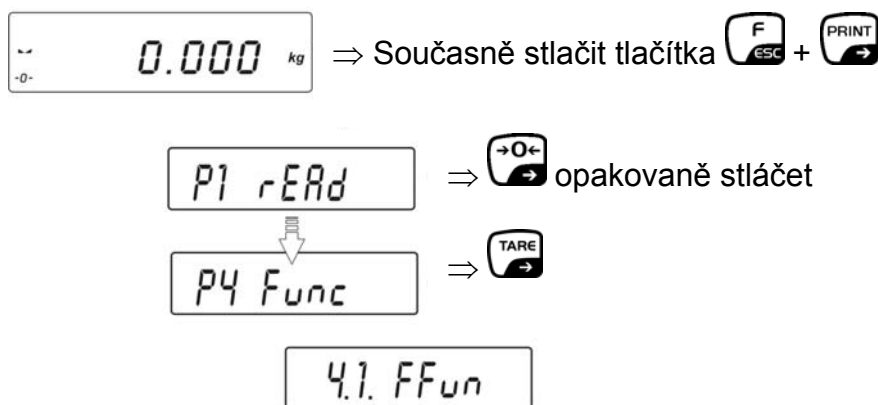 -0- 0.000 kg ⇒ Současně stlačit tlačítka F ESC + PRINT
P1 rEAd ⇒ →0← opakovaně stláčet
P4 Func ⇒ TARE
4.1. FFun